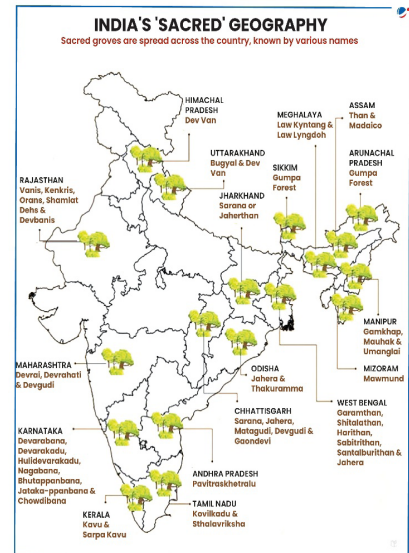 INDIA'S 'SACRED' GEOGRAPHY
Sacred groves are spread across the country, known by various names
HIMACHAL
PRADESH
Dev Van
MEGHALAYA
Law Kyntang &
Law Lyngdoh
ASSAM
Than &
Madaico
UTTARAKHAND
Bugyal & Dev
Van
SIKKIM
Gumpa
Forest
ARUNACHAL
PRADESH
Gumpa
Forest
RAJASTHAN
Vanis, Kenkris,
Orans, Shamlat
Dehs &
Devbanis
JHARKHAND
Sarana or
Jaherthan
MANIPUR
Gamkhap,
Mauhak &
Umanglai
MAHARASHTRA
Devrai, Devrahati
& Devgudi
ODISHA
Jahera &
Thakuramma
MIZORAM
Mawmund
CHHATTISGARH
Sarana, Jahera,
Matagudi, Devgudi &
Gaondevi
WEST BENGAL
Garamthan,
Shitalathan,
Harithan,
Sabitrithan,
Santalburithan &
Jahera
KARNATAKA
Devarabana,
Devarakadu,
Hulidevarakadu,
Nagabana,
Bhutappanbana,
Jataka-ppanbana &
Chowdibana
ANDHRA PRADESH
Pavitraskhetralu
TAMIL NADU
Kavilkadu &
Sthalavriksha
KERALA
Kavu &
Sarpa Kavu